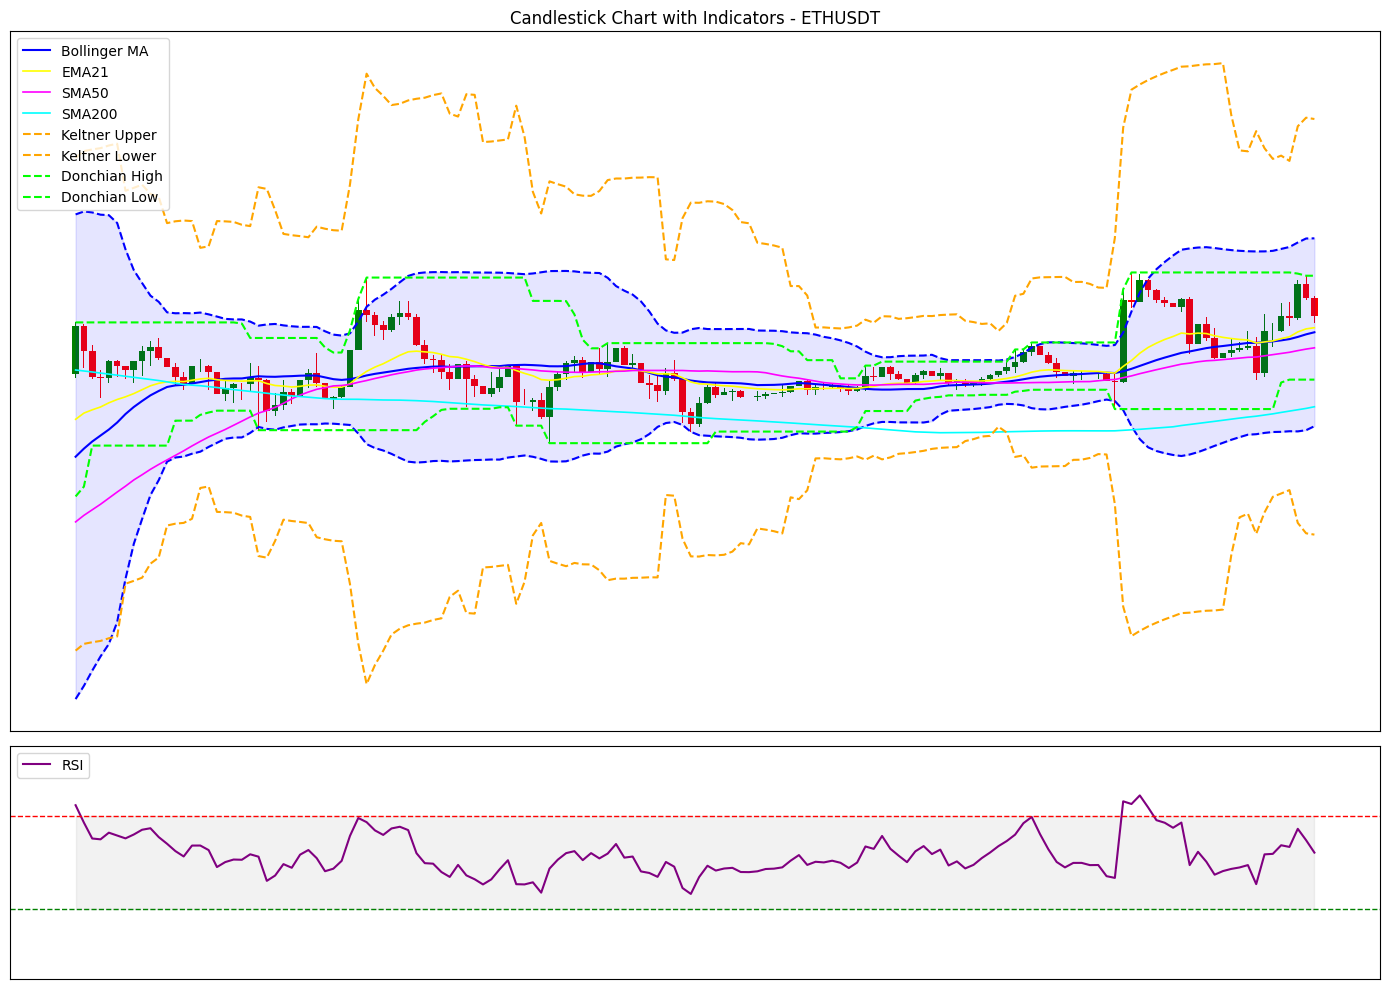 Candlestick Chart with Indicators - ETHUSDT
Bollinger MA
EMA21
SMA50
SMA200
Keltner Upper
Keltner Lower
Donchian High
Donchian Low
RSI